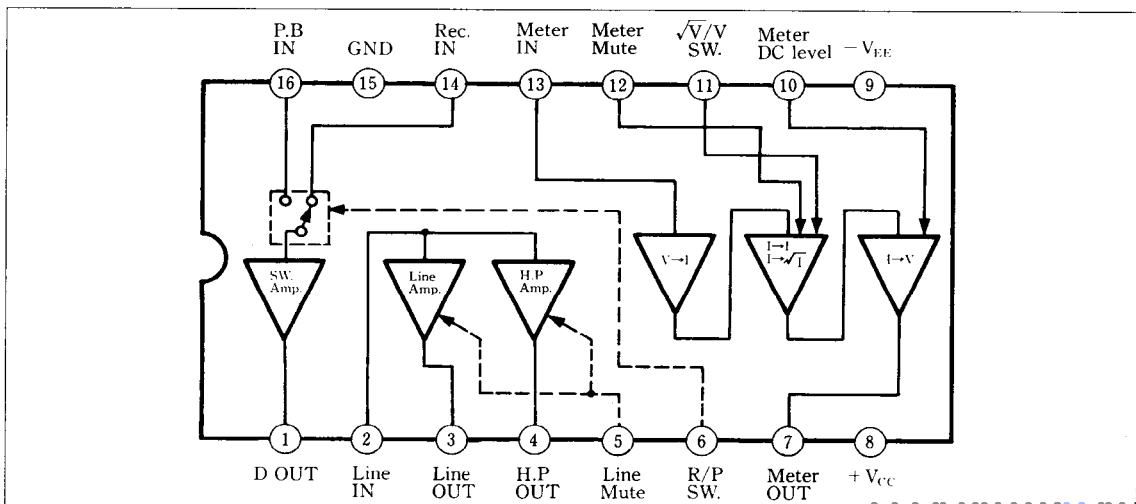 P.B
IN
GND
Rec.
IN
Meter
IN
Meter
Mute
√V/V
SW.
Meter
DC level
−VEE
16
15
14
13
12
11
10
9
SW.
Amp.
Line
Amp.
H.P
Amp.
V→I
I→I
I→√I
I→V
1
2
3
4
5
6
7
8
D OUT
Line
IN
Line
OUT
H.P
OUT
Line
Mute
R/P
SW.
Meter
OUT
+VCC